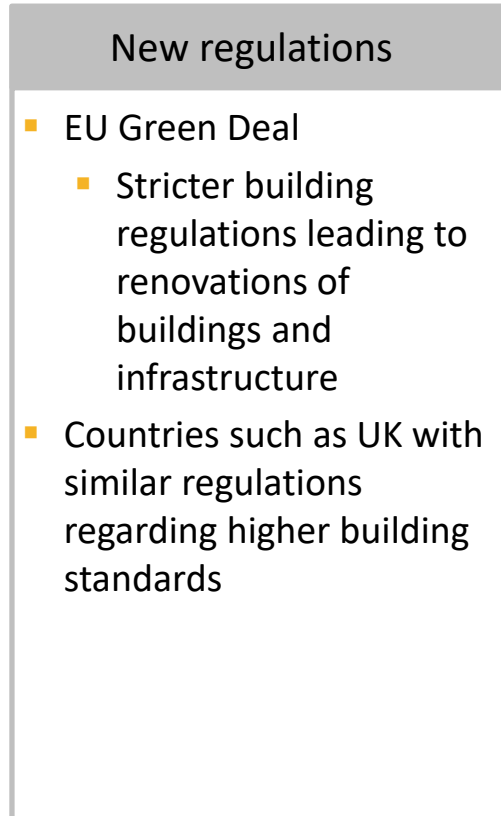 New regulations
▪ EU Green Deal
▪ Stricter building
regulations leading to
renovations of
buildings and
infrastructure
▪ Countries such as UK with
similar regulations
regarding higher building
standards